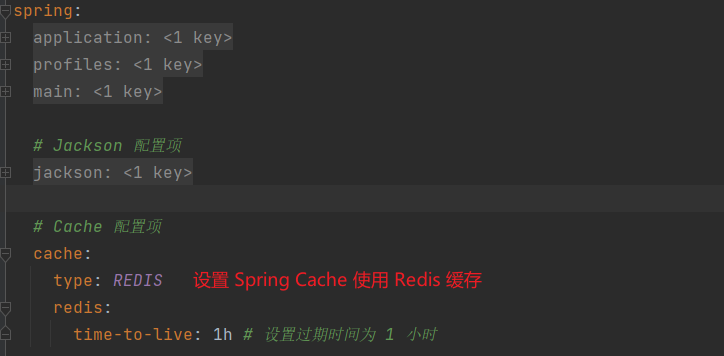 spring:
application: <1 key>
profiles: <1 key>
main: <1 key>
# Jackson 配置项
jackson: <1 key>
# Cache 配置项
cache:
type: REDIS 设置 Spring Cache 使用 Redis 缓存
redis:
time-to-live: 1h # 设置过期时间为 1 小时